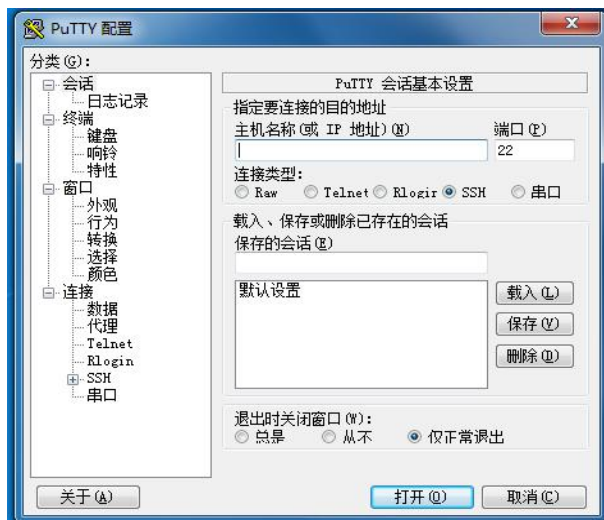 PuTTY 配置
分类(G):
会话
日志记录
终端
键盘
响铃
特性
窗口
外观
行为
转换
选择
颜色
连接
数据
代理
Telnet
Rlogin
SSH
串口
PuTTY 会话基本设置
指定要连接的目的地址
主机名称(或 IP 地址)(N) 端口(P)
22
连接类型:
Raw Telnet Rlogir SSH 串口
载入、保存或删除已存在的会话
保存的会话(E)
默认设置
载入(L)
保存(V)
删除(D)
退出时关闭窗口(W):
总是 从不 仅正常退出
关于(A) 打开(O) 取消(C)